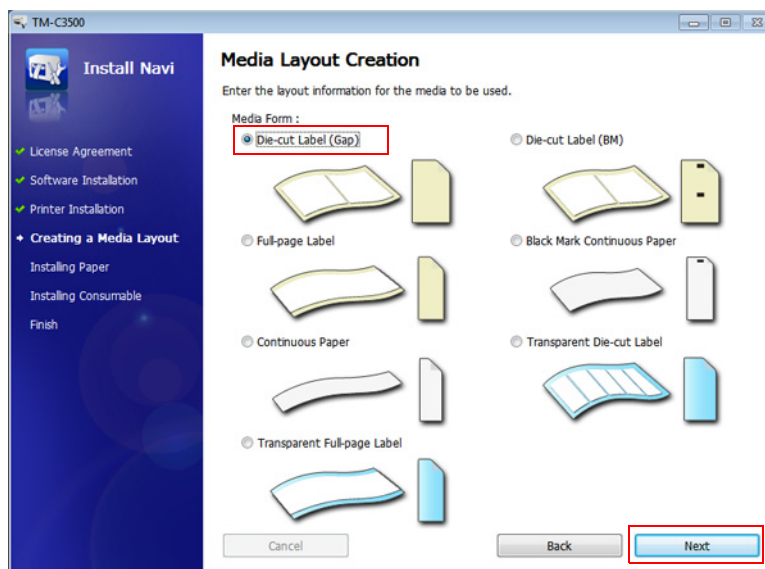 TM-C3500
Install Navi
License Agreement
Software Installation
Printer Installation
Creating a Media Layout
Installing Paper
Installing Consumable
Finish
Media Layout Creation
Enter the layout information for the media to be used.
Media Form :
Die-cut Label (Gap)
Die-cut Label (BM)
Full-page Label
Black Mark Continuous Paper
Continuous Paper
Transparent Die-cut Label
Transparent Full-page Label
Cancel
Back
Next